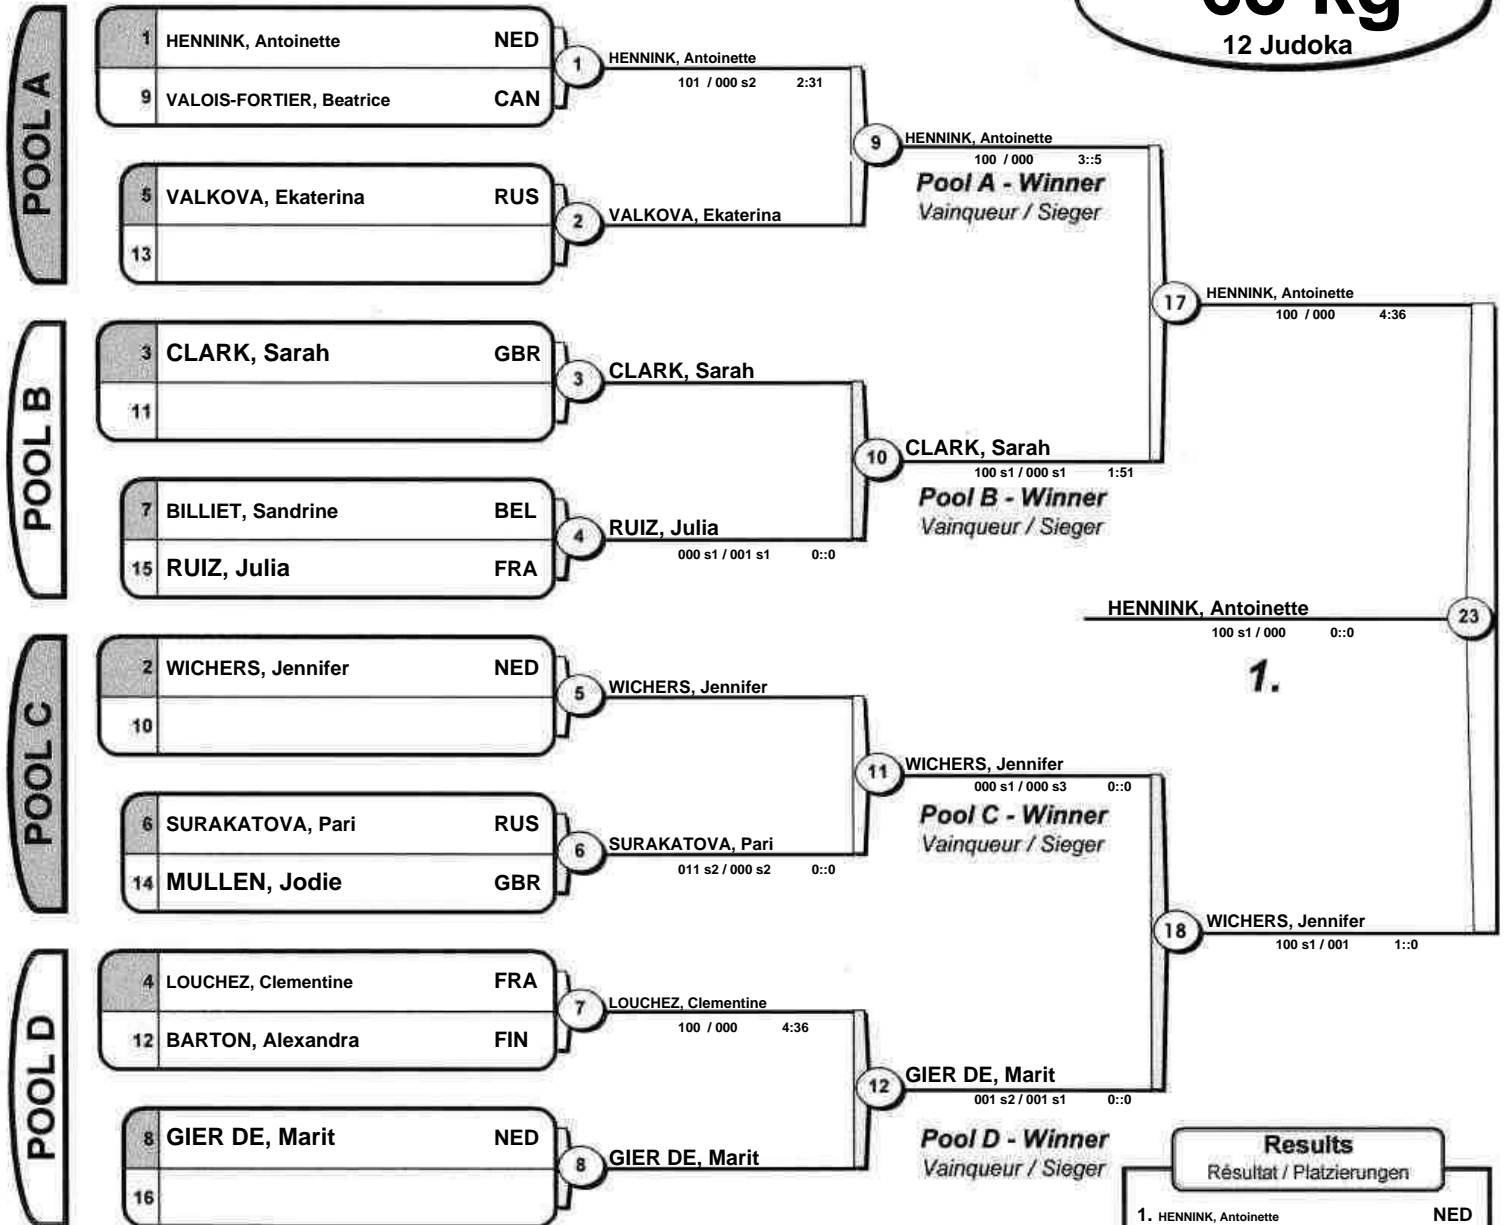 63 kg
12 Judoka
POOL A
1 HENNINK, Antoinette NED
9 VALOIS-FORTIER, Beatrice CAN
1
HENNINK, Antoinette
101 / 000 s2 2:31
5 VALKOVA, Ekaterina RUS
13
2
VALKOVA, Ekaterina
9
HENNINK, Antoinette
100 / 000 3::5
Pool A - Winner
Vainqueur / Sieger
POOL B
3 CLARK, Sarah GBR
11
3
CLARK, Sarah
7 BILLIET, Sandrine BEL
15 RUIZ, Julia FRA
4
RUIZ, Julia
000 s1 / 001 s1 0::0
10
CLARK, Sarah
100 s1 / 000 s1 1:51
Pool B - Winner
Vainqueur / Sieger
17
HENNINK, Antoinette
100 / 000 4:36
HENNINK, Antoinette
100 s1 / 000 0::0
23
1.
POOL C
2 WICHERS, Jennifer NED
10
5
WICHERS, Jennifer
6 SURAKATOVA, Pari RUS
14 MULLEN, Jodie GBR
6
SURAKATOVA, Pari
011 s2 / 000 s2 0::0
11
WICHERS, Jennifer
000 s1 / 000 s3 0::0
Pool C - Winner
Vainqueur / Sieger
18
WICHERS, Jennifer
100 s1 / 001 1::0
POOL D
4 LOUCHEZ, Clementine FRA
12 BARTON, Alexandra FIN
7
LOUCHEZ, Clementine
100 / 000 4:36
8 GIER DE, Marit NED
16
8
GIER DE, Marit
12
GIER DE, Marit
001 s2 / 001 s1 0::0
Pool D - Winner
Vainqueur / Sieger
Results
Résultat / Platzierungen
1. HENNINK, Antoinette NED